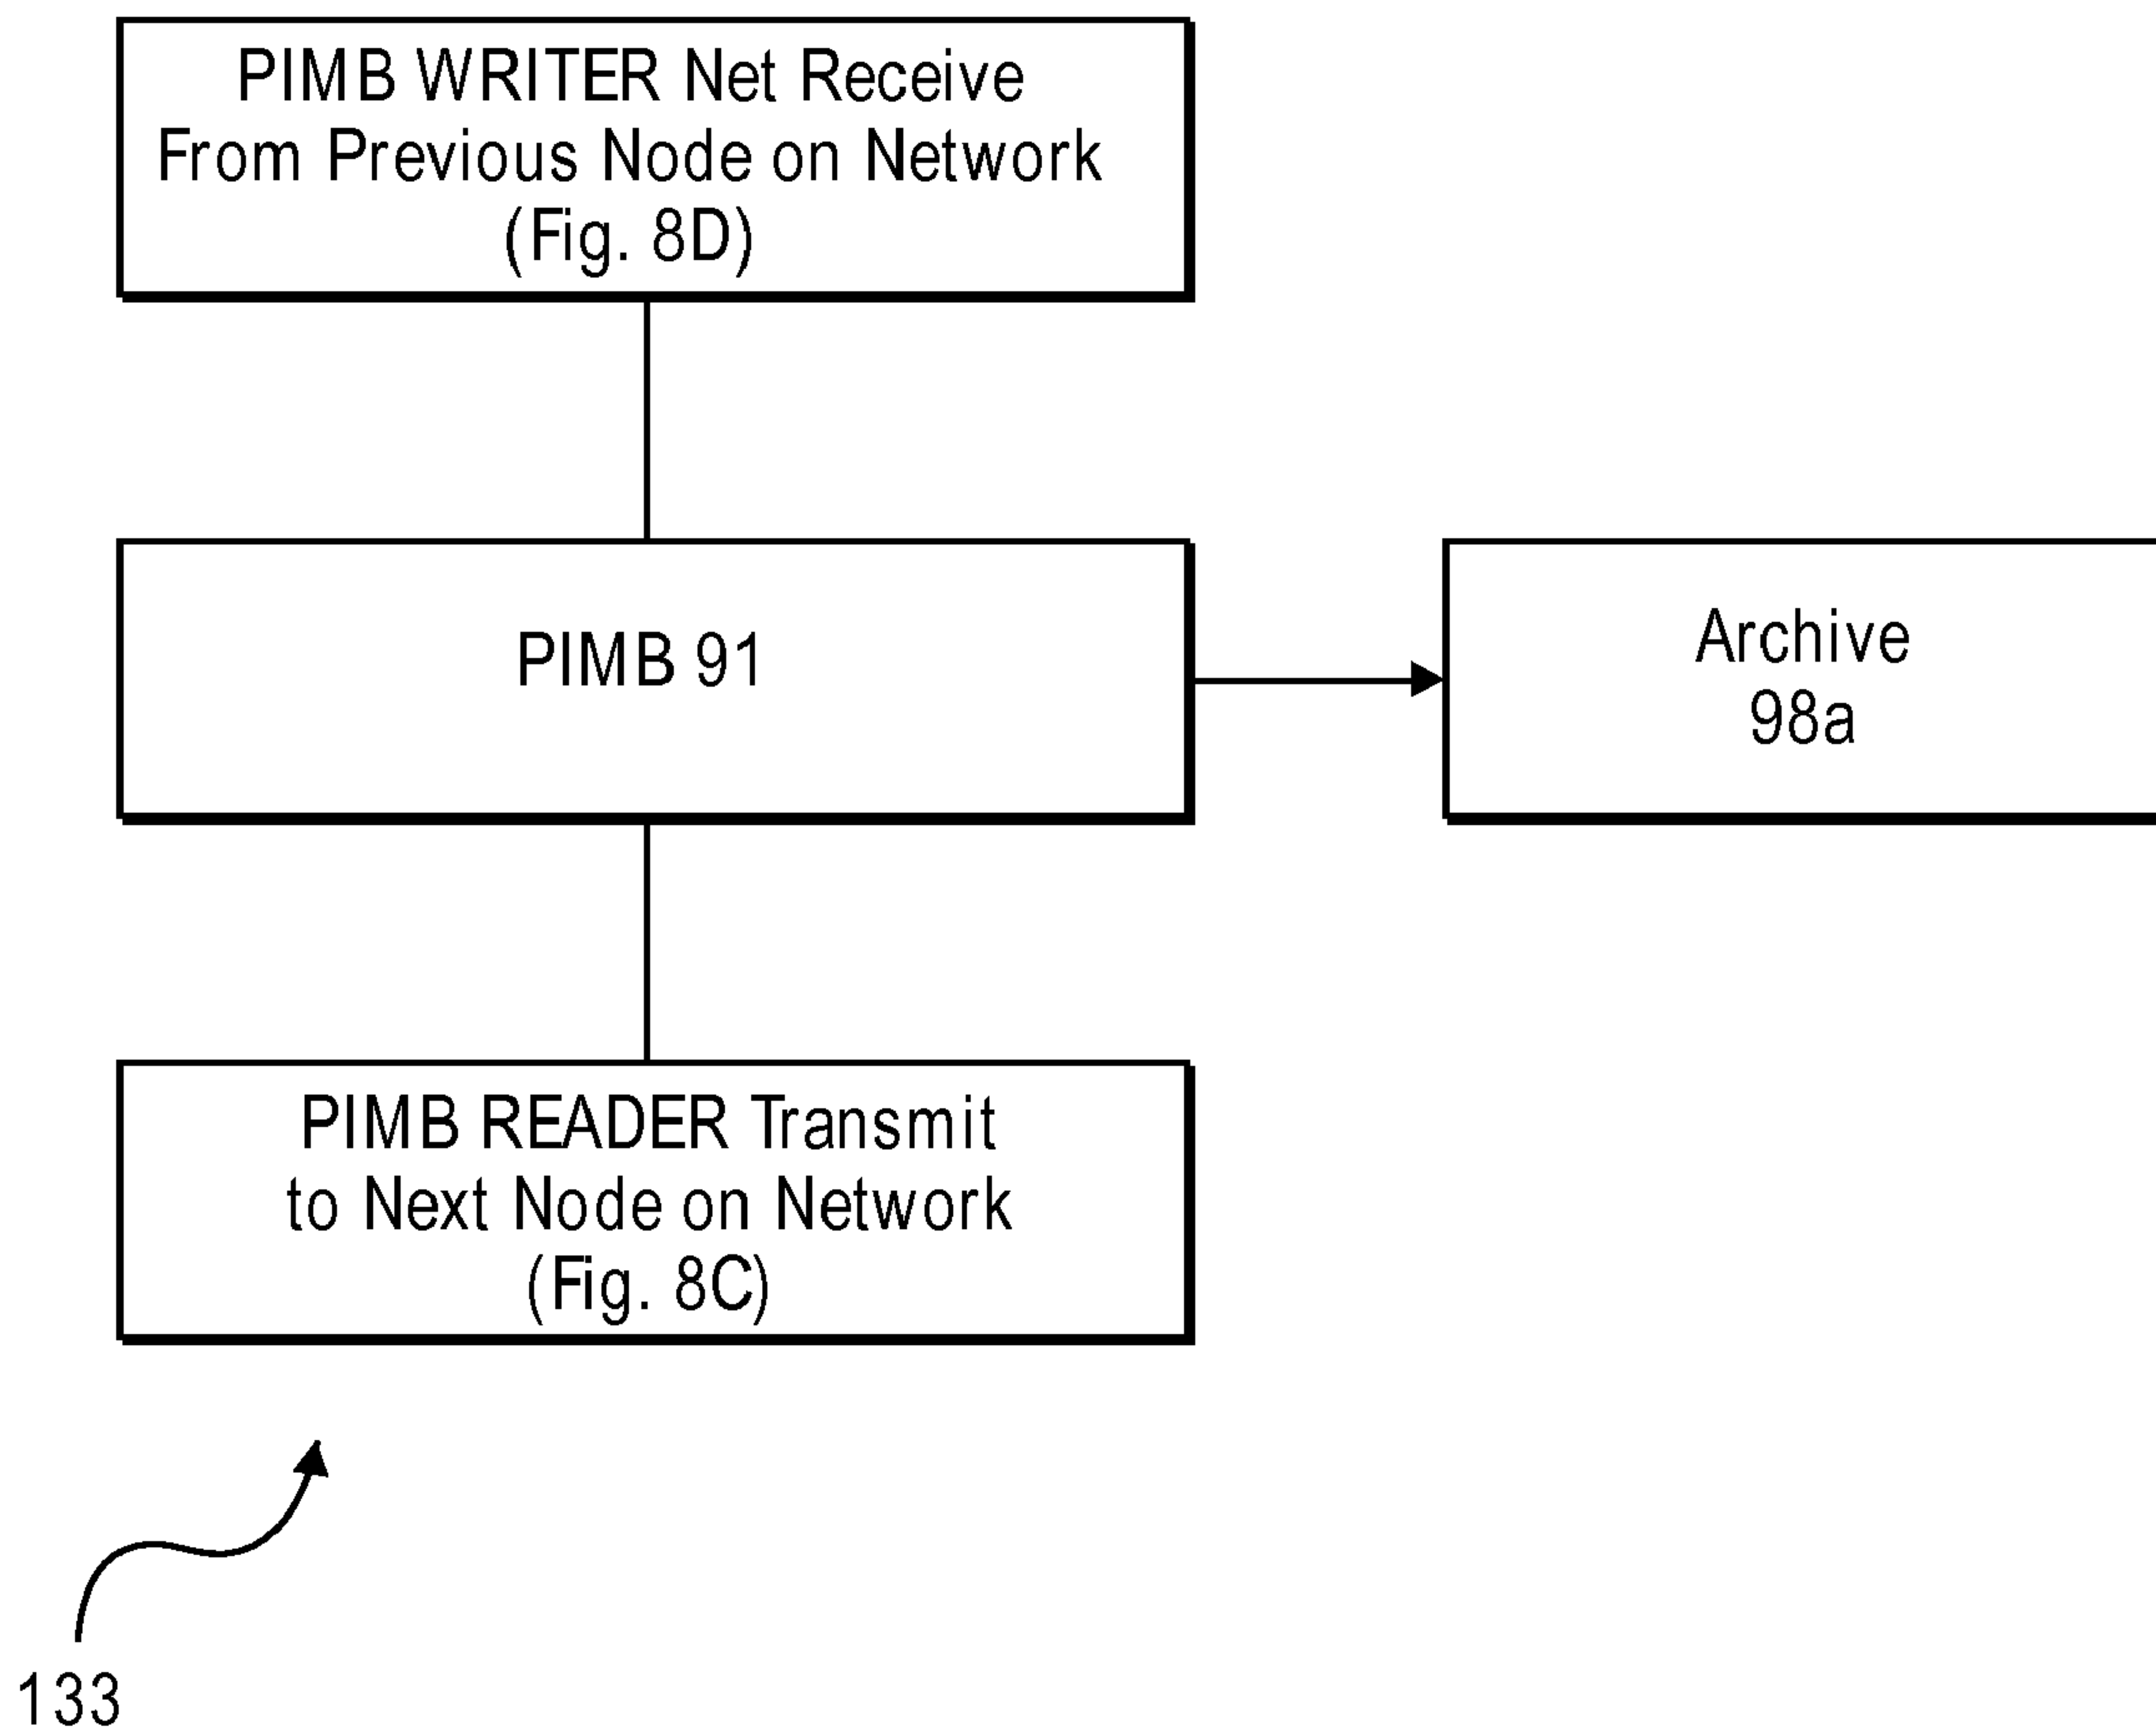 PIMB WRITER Net Receive
From Previous Node on Network
(Fig. 8D)
PIMB 91
Archive
98a
PIMB READER Transmit
to Next Node on Network
(Fig. 8C)
133